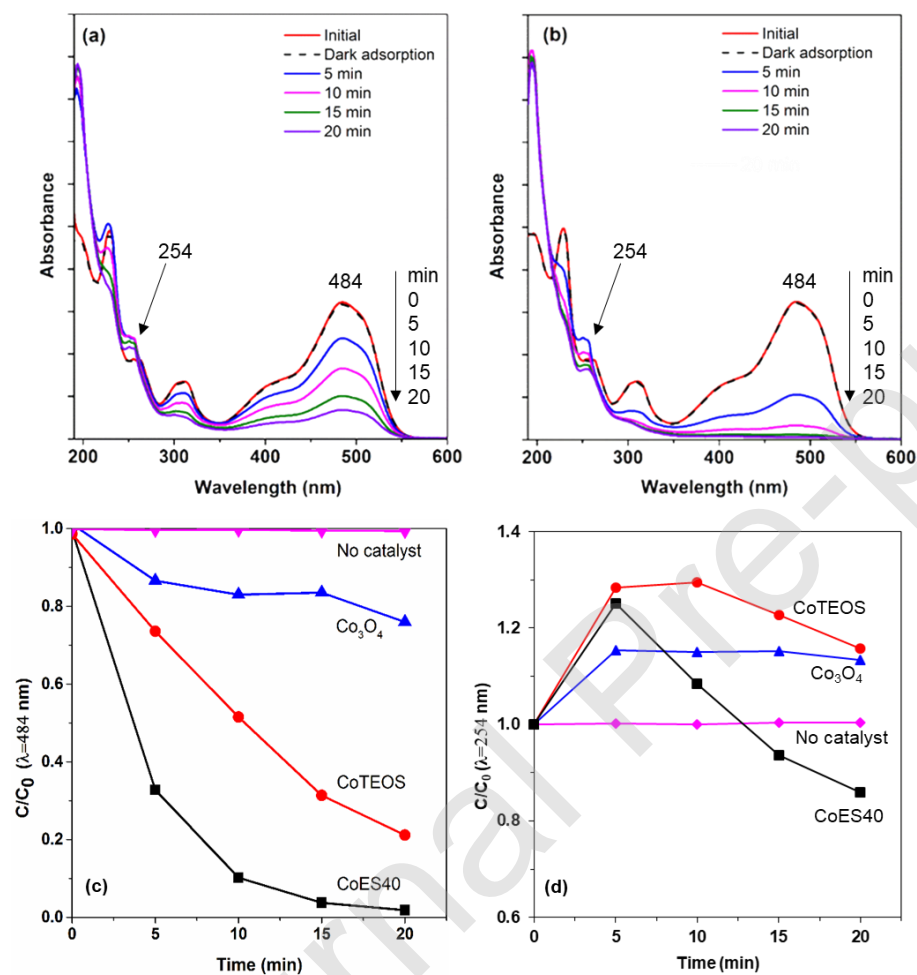 (a)
Initial
Dark adsorption
5 min
10 min
15 min
20 min
254
484
min
0
5
10
15
20
Absorbance
200 300 400 500 600
Wavelength (nm)
(b)
Initial
Dark adsorption
5 min
10 min
15 min
20 min
254
484
min
0
5
10
15
20
Absorbance
200 300 400 500 600
Wavelength (nm)
1.0
0.8
0.6
0.4
0.2
0.0
C/C₀ (λ=484 nm)
No catalyst
Co₃O₄
CoTEOS
CoES40
(c)
0 5 10 15 20
Time (min)
1.4
1.2
1.0
0.8
0.6
C/C₀ (λ=254 nm)
CoTEOS
Co₃O₄
No catalyst
CoES40
(d)
0 5 10 15 20
Time (min)
rnal Pre-p